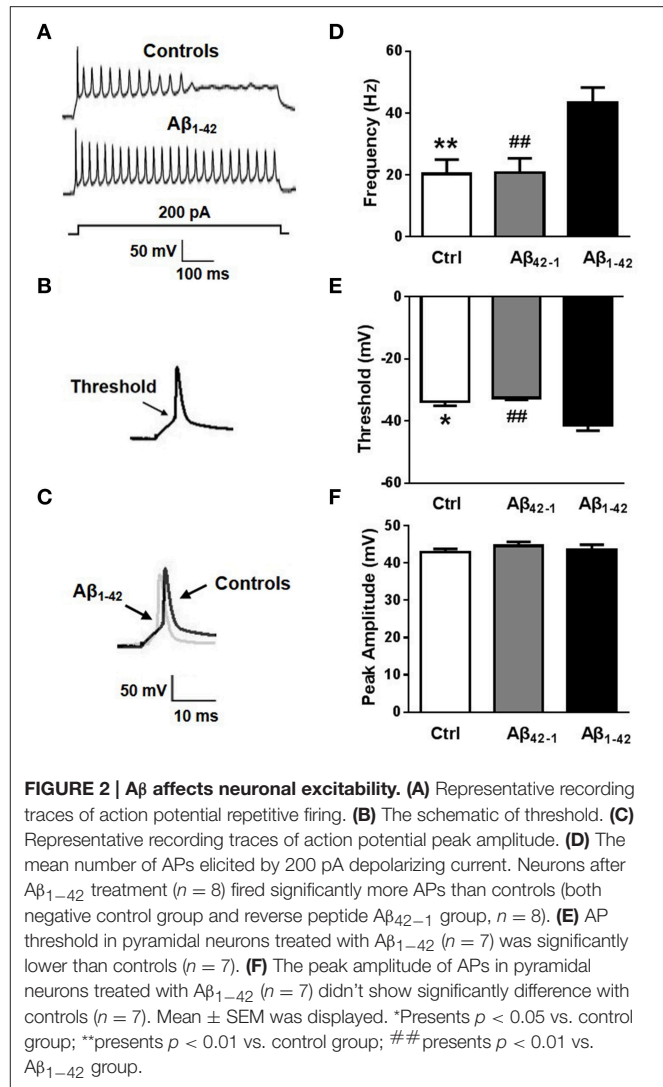 A
Controls
Aβ1-42
200 pA
50 mV
100 ms
B
Threshold
C
Aβ1-42
Controls
50 mV
10 ms
D
Frequency (Hz)
60
40
20
0
**
##
Ctrl
Aβ42-1
Aβ1-42
E
Threshold (mV)
0
-20
-40
-60
*
##
Ctrl
Aβ42-1
Aβ1-42
F
Peak Amplitude (mV)
50
40
30
20
10
0
Ctrl
Aβ42-1
Aβ1-42
FIGURE 2 | Aβ affects neuronal excitability. (A) Representative recording
traces of action potential repetitive firing. (B) The schematic of threshold. (C)
Representative recording traces of action potential peak amplitude. (D) The
mean number of APs elicited by 200 pA depolarizing current. Neurons after
Aβ1−42 treatment (n = 8) fired significantly more APs than controls (both
negative control group and reverse peptide Aβ42−1 group, n = 8). (E) AP
threshold in pyramidal neurons treated with Aβ1−42 (n = 7) was significantly
lower than controls (n = 7). (F) The peak amplitude of APs in pyramidal
neurons treated with Aβ1−42 (n = 7) didn't show significantly difference with
controls (n = 7). Mean ± SEM was displayed. *Presents p < 0.05 vs. control
group; **presents p < 0.01 vs. control group; ##presents p < 0.01 vs.
Aβ1−42 group.